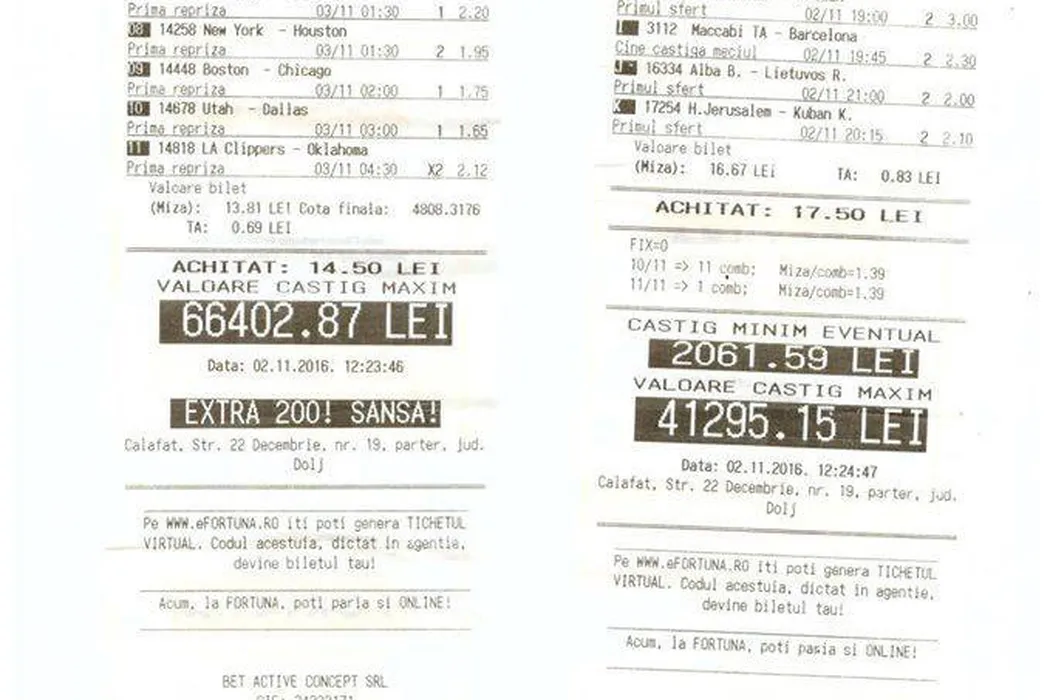 Prima repriza 03/11 01:30 1 2.20
08 14258 New York - Houston
Prima repriza 03/11 01:30 2 1.95
09 14448 Boston - Chicago
Prima repriza 03/11 02:00 1 1.75
10 14678 Utah - Dallas
Prima repriza 03/11 03:00 1 1.65
11 14818 LA Clippers - Oklahoma
Prima repriza 03/11 04:30 X2 2.12
Valoare bilet
(Miza): 13.81 LEI Cota finala: 4808.3176
TA: 0.69 LEI
ACHITAT: 14.50 LEI
VALOARE CASTIG MAXIM
66402.87 LEI
Data: 02.11.2016. 12:23:46
EXTRA 200! SANSA!
Calafat, Str. 22 Decembrie, nr. 19, parter, jud.
Dolj
Pe WWW.eFORTUNA.RO iti poti genera TICHETUL
VIRTUAL. Codul acestuia, dictat in agentie,
devine biletul tau!
Acum, la FORTUNA, poti paria si ONLINE!
BET ACTIVE CONCEPT SRL
Primul sfert 02/11 19:00 2 3.00
3112 Maccabi TA - Barcelona
Cine castiga meciul 02/11 19:45 2 2.30
J 16334 Alba B. - Lietuvos R.
Primul sfert 02/11 21:00 2 2.00
K 17254 H.Jerusalem - Kuban K.
Primul sfert 02/11 20:15 2 2.10
Valoare bilet
(Miza): 16.67 LEI TA: 0.83 LEI
ACHITAT: 17.50 LEI
FIX=0
10/11 => 11 comb; Miza/comb=1.39
11/11 => 1 comb; Miza/comb=1.39
CASTIG MINIM EVENTUAL
2061.59 LEI
VALOARE CASTIG MAXIM
41295.15 LEI
Data: 02.11.2016. 12:24:47
Calafat, Str. 22 Decembrie, nr. 19, parter, jud.
Dolj
Pe WWW.eFORTUNA.RO iti poti genera TICHETUL
VIRTUAL. Codul acestuia, dictat in agentie,
devine biletul tau!
Acum, la FORTUNA, poti paria si ONLINE!